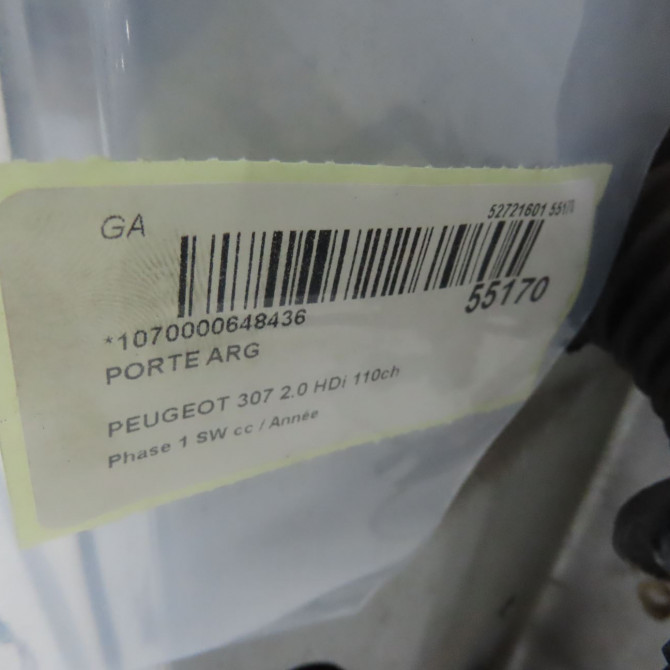 GA
52721601 55170
*1070000648436
55170
PORTE ARG
PEUGEOT 307 2.0 HDi 110ch
Phase 1 SW cc / Année